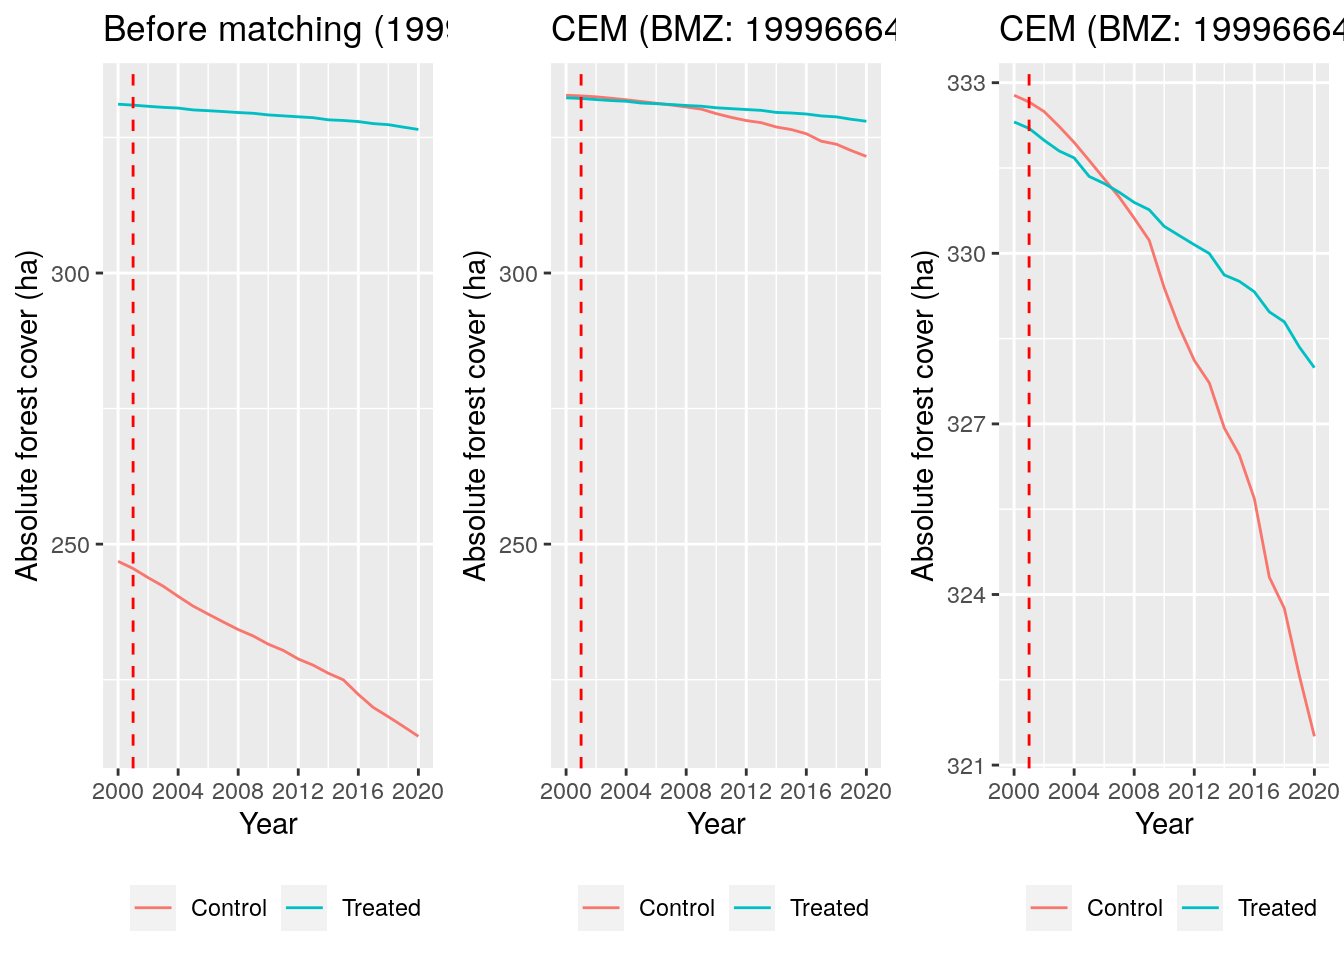 Before matching (1999
Absolute forest cover (ha)
300
250
2000 2004 2008 2012 2016 2020
Year
Control Treated
CEM (BMZ: 19996664
Absolute forest cover (ha)
300
250
2000 2004 2008 2012 2016 2020
Year
Control Treated
CEM (BMZ: 19996664
Absolute forest cover (ha)
333
330
327
324
321
2000 2004 2008 2012 2016 2020
Year
Control Treated